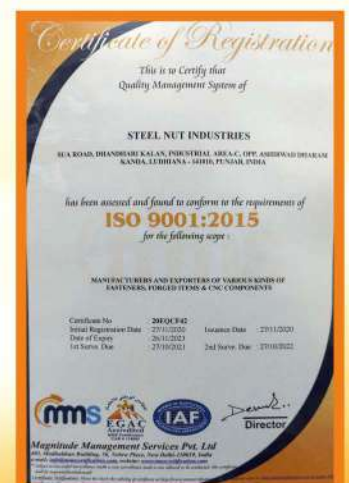 Certificate of Registration
This is to Certify that
Quality Management System of
STEEL NUT INDUSTRIES
SUA ROAD, DHANDHARI KALAN, INDUSTRIAL AREA-C, OPP. ASHIRWAD DHARAM
KANDA, LUDHIANA - 141010, PUNJAB, INDIA
has been assessed and found to conform to the requirements of
ISO 9001:2015
for the following scope :
MANUFACTURERS AND EXPORTERS OF VARIOUS KINDS OF
FASTENERS, FORGED ITEMS & CNC COMPONENTS
Certificate No : 20EQCF42
Initial Registration Date : 27/11/2020 Issuance Date : 27/11/2020
Date of Expiry : 26/11/2023
1st Surve. Due : 27/10/2021 2nd Surve. Due : 27/10/2022
mms
EGAC
Accredited
IAF
Director
Magnitude Management Services Pvt. Ltd